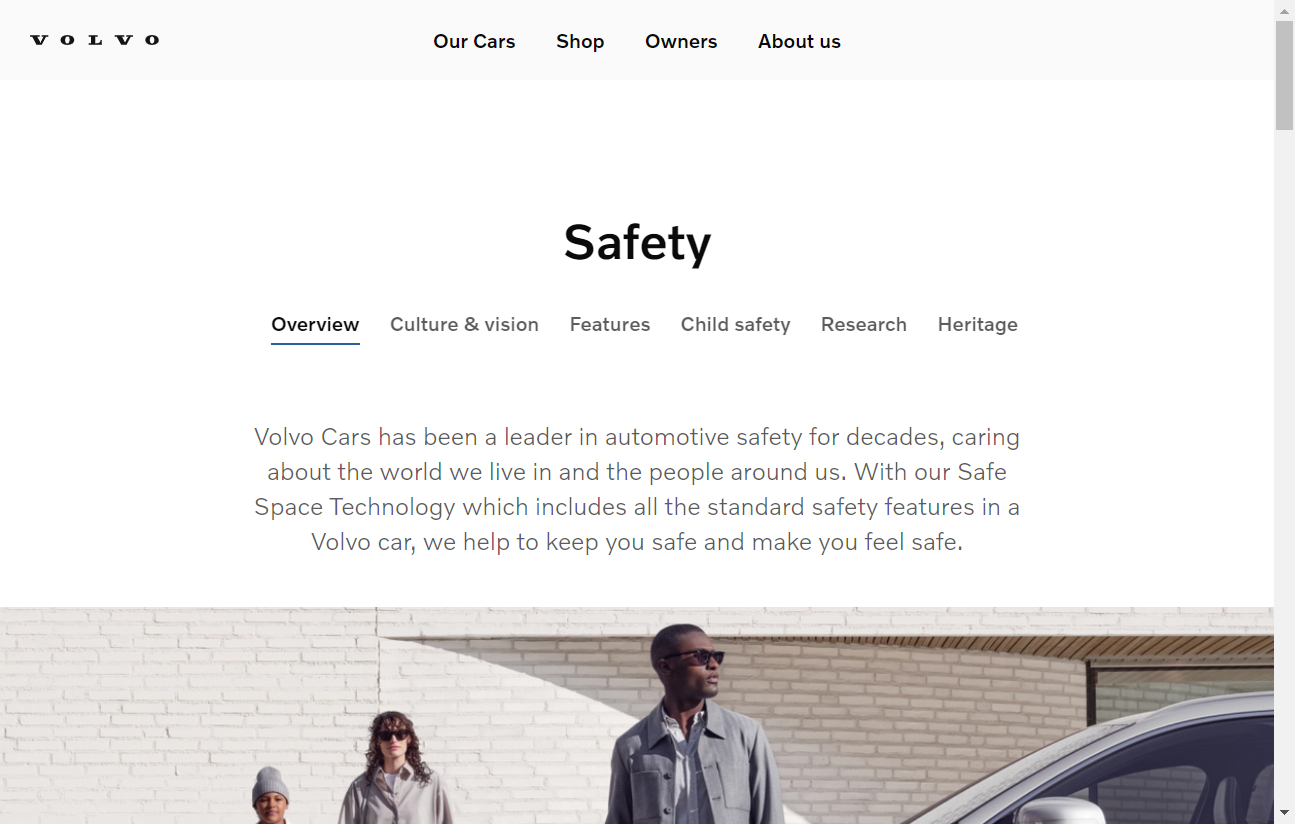 VOLVO
Our Cars Shop Owners About us
Safety
Overview Culture & vision Features Child safety Research Heritage
Volvo Cars has been a leader in automotive safety for decades, caring
about the world we live in and the people around us. With our Safe
Space Technology which includes all the standard safety features in a
Volvo car, we help to keep you safe and make you feel safe.